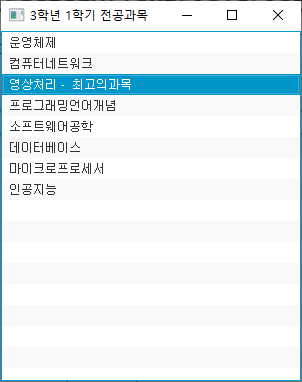 3학년 1학기 전공과목
운영체제
컴퓨터네트워크
영상처리 - 최고의과목
프로그래밍언어개념
소프트웨어공학
데이터베이스
마이크로프로세서
인공지능